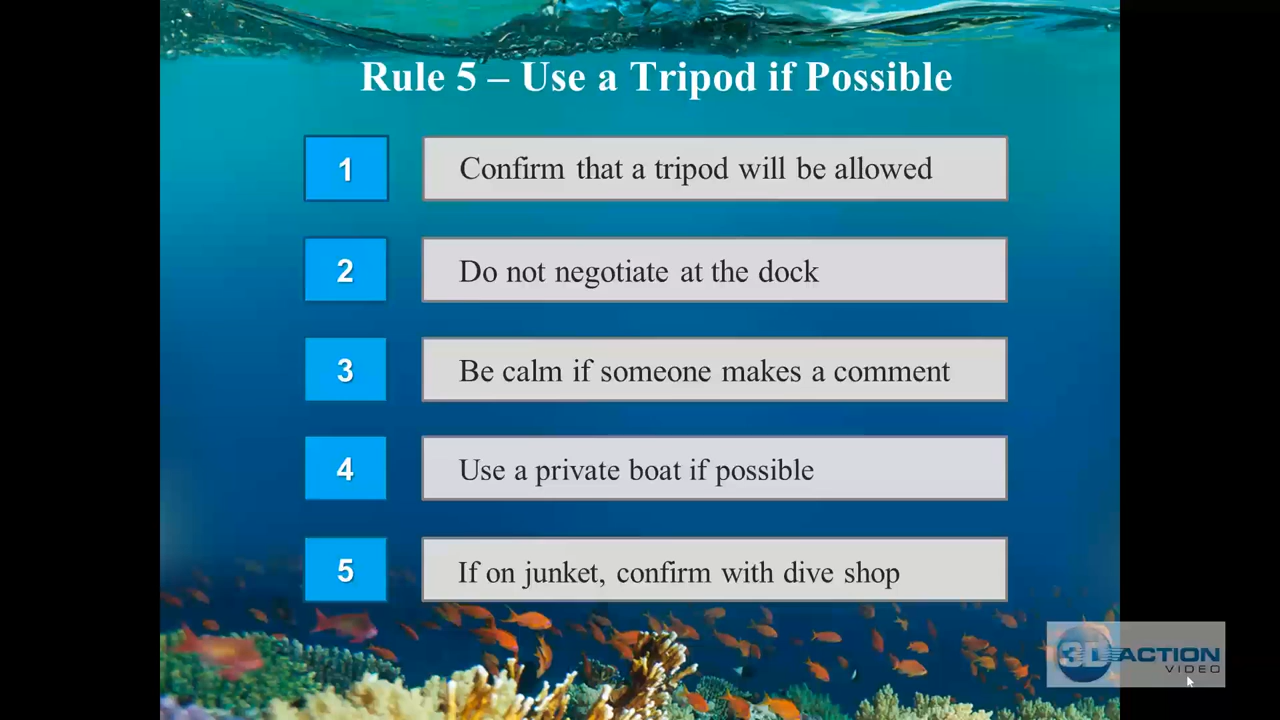 Rule 5 – Use a Tripod if Possible
1 Confirm that a tripod will be allowed
2 Do not negotiate at the dock
3 Be calm if someone makes a comment
4 Use a private boat if possible
5 If on junket, confirm with dive shop
3D ACTION
VIDEO